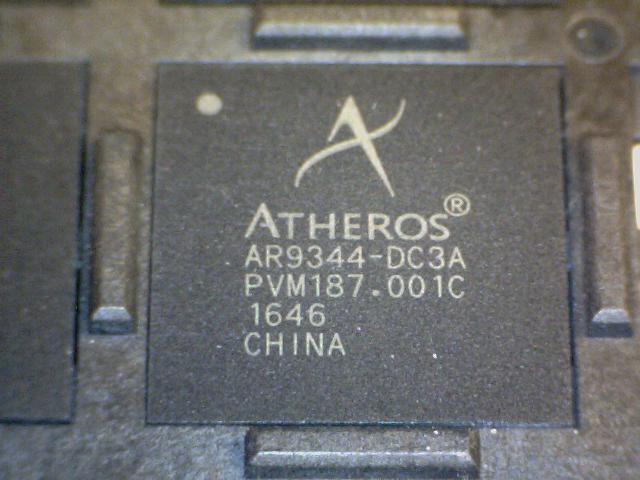 ATHEROS®
AR9344-DC3A
PVM187.001C
1646
CHINA